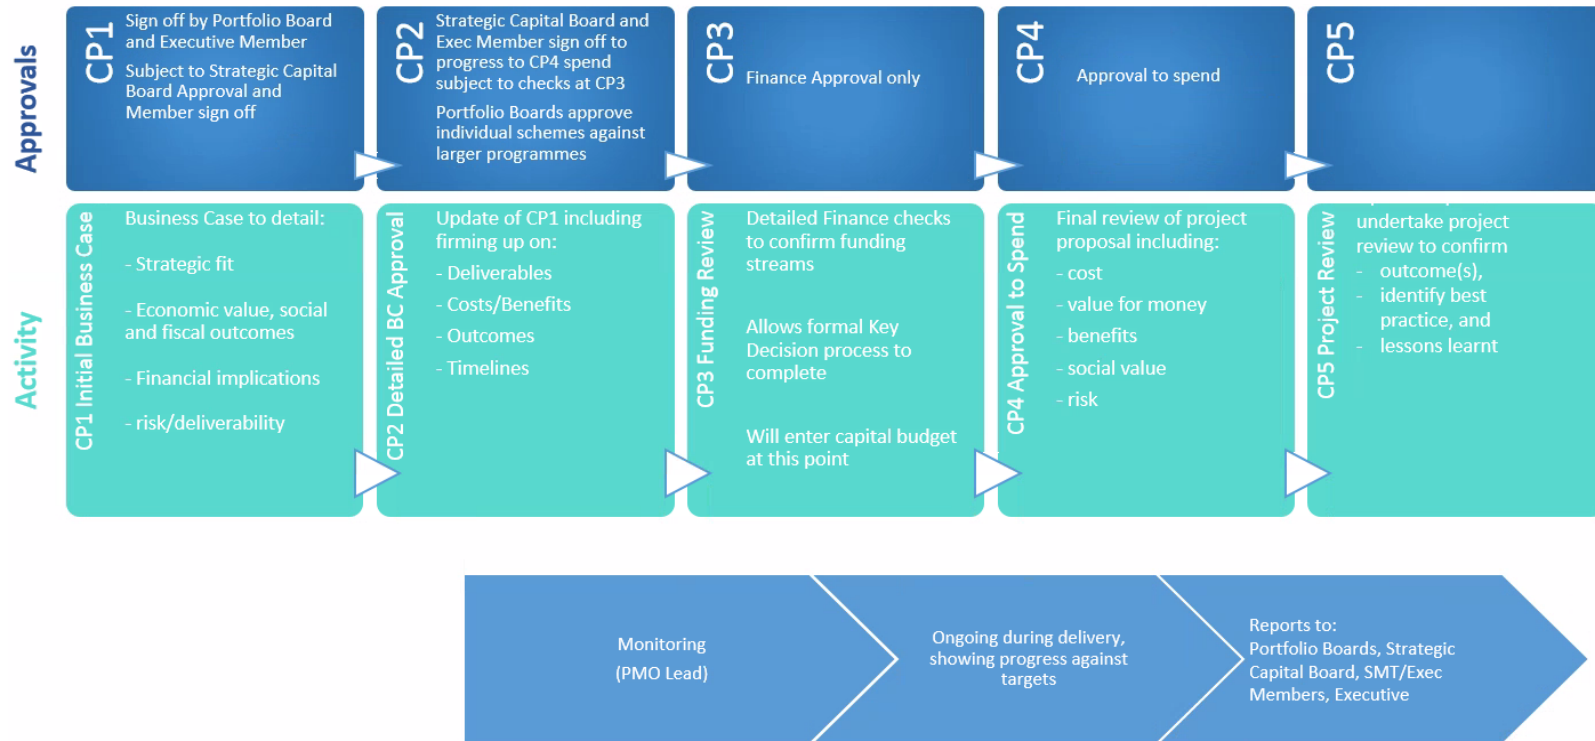 Approvals
CP1
Sign off by Portfolio Board
and Executive Member
Subject to Strategic Capital
Board Approval and
Member sign off
CP2
Strategic Capital Board and
Exec Member sign off to
progress to CP4 spend
subject to checks at CP3
Portfolio Boards approve
individual schemes against
larger programmes
CP3
Finance Approval only
CP4
Approval to spend
CP5
Activity
CP1 Initial Business Case
Business Case to detail:
- Strategic fit
- Economic value, social
and fiscal outcomes
- Financial implications
- risk/deliverability
CP2 Detailed BC Approval
Update of CP1 including
firming up on:
- Deliverables
- Costs/Benefits
- Outcomes
- Timelines
CP3 Funding Review
Detailed Finance checks
to confirm funding
streams
Allows formal Key
Decision process to
complete
Will enter capital budget
at this point
CP4 Approval to Spend
Final review of project
proposal including:
- cost
- value for money
- benefits
- social value
- risk
CP5 Project Review
undertake project
review to confirm
- outcome(s),
- identify best
practice, and
- lessons learnt
Monitoring
(PMO Lead)
Ongoing during delivery,
showing progress against
targets
Reports to:
Portfolio Boards, Strategic
Capital Board, SMT/Exec
Members, Executive